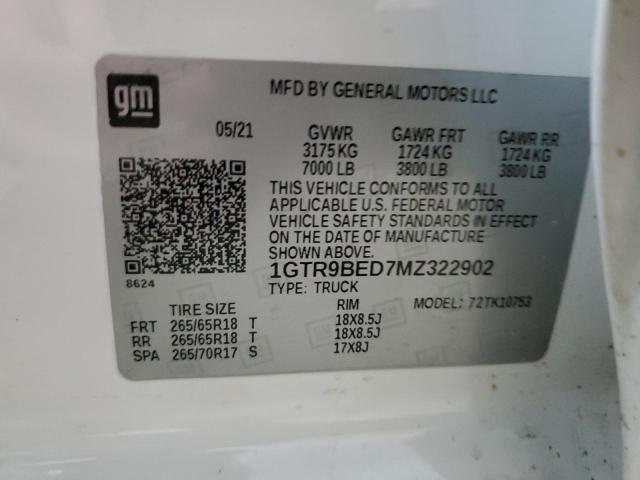 gm
MFD BY GENERAL MOTORS LLC
05/21 GVWR GAWR FRT GAWR RR
3175 KG 1724 KG 1724 KG
7000 LB 3800 LB 3800 LB
THIS VEHICLE CONFORMS TO ALL
APPLICABLE U.S. FEDERAL MOTOR
VEHICLE SAFETY STANDARDS IN EFFECT
ON THE DATE OF MANUFACTURE
SHOWN ABOVE.
8624
1GTR9BED7MZ322902
TYPE: TRUCK
TIRE SIZE RIM MODEL: 72TK10753
FRT 265/65R18 T 18X8.5J
RR 265/65R18 T 18X8.5J
SPA 265/70R17 S 17X8J